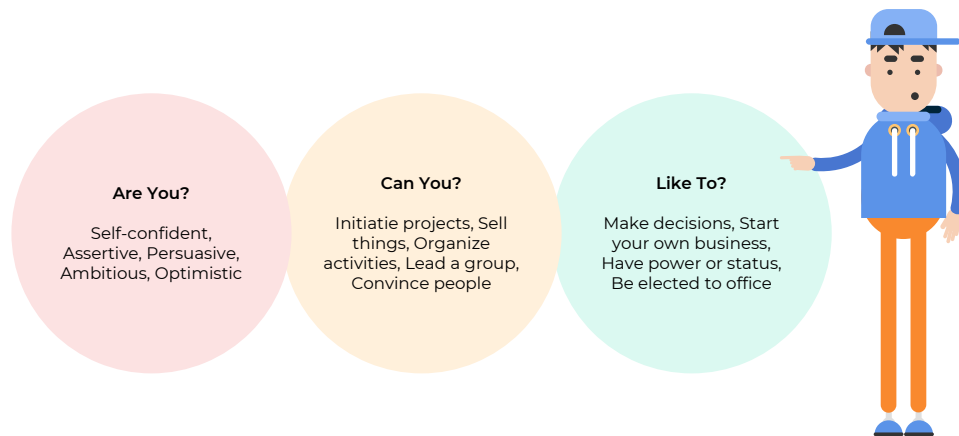 Are You?
Self-confident,
Assertive, Persuasive,
Ambitious, Optimistic
Can You?
Initiatie projects, Sell
things, Organize
activities, Lead a group,
Convince people
Like To?
Make decisions, Start
your own business,
Have power or status,
Be elected to office